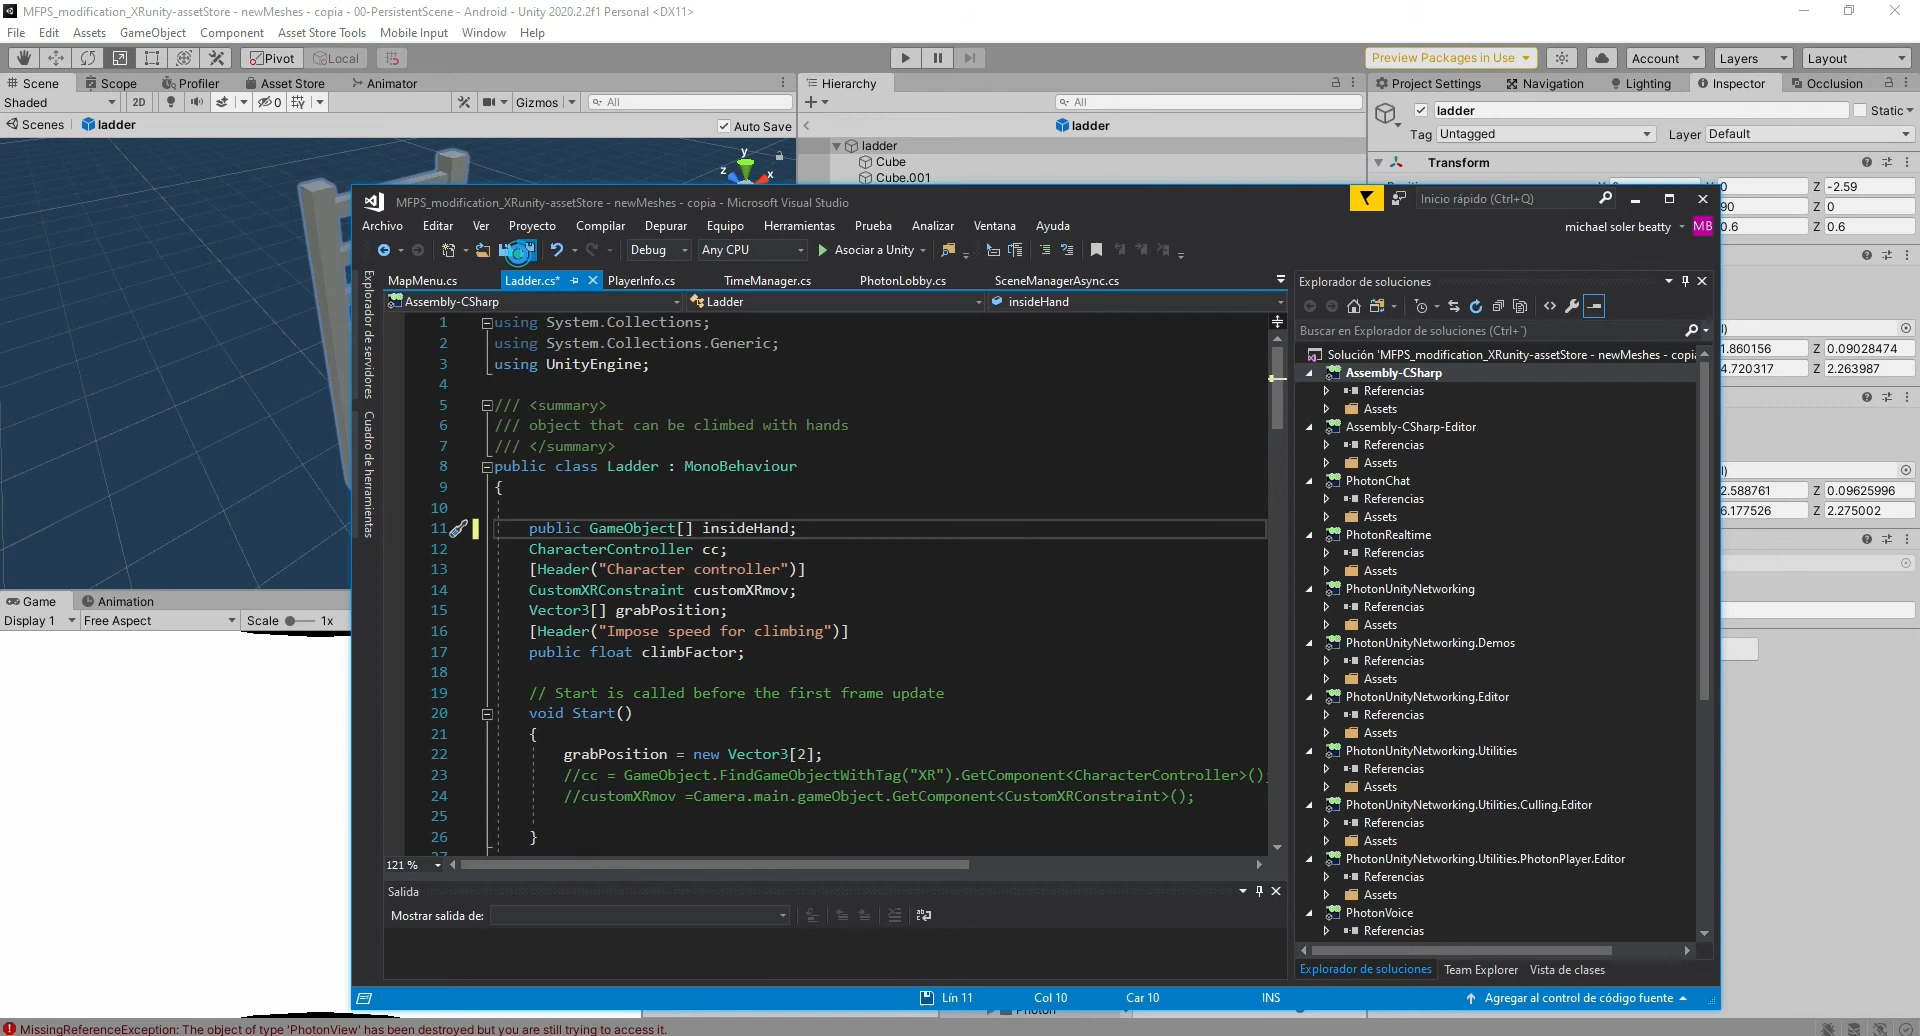 MFPS_modification_XRunity-assetStore - newMeshes - copia - 00-PersistentScene - Android - Unity 2020.2.2f1 Personal <DX11>
File Edit Assets GameObject Component Asset Store Tools Mobile Input Window Help
Pivot Local Preview Packages in Use Account Layers Layout
Scene Scope Profiler Asset Store Animator Hierarchy Project Settings Navigation Lighting Inspector Occlusion
Shaded 2D 0 Gizmos All All
Scenes ladder Auto Save ladder
ladder Static
Tag Untagged Layer Default
ladder
Cube
Cube.001
Transform
y
z x
0 Z -2.59
90 Z 0
0.6 Z 0.6
MFPS_modification_XRunity-assetStore - newMeshes - copia - Microsoft Visual Studio
Inicio rápido (Ctrl+Q)
Archivo Editar Ver Proyecto Compilar Depurar Equipo Herramientas Prueba Analizar Ventana Ayuda
michael soler beatty MB
Debug Any CPU Asociar a Unity
MapMenu.cs Ladder.cs* PlayerInfo.cs TimeManager.cs PhotonLobby.cs SceneManagerAsync.cs
Assembly-CSharp Ladder insideHand
Explorador de servidores
Cuadro de herramientas
1 using System.Collections;
2 using System.Collections.Generic;
3 using UnityEngine;
4
5 /// <summary>
6 /// object that can be climbed with hands
7 /// </summary>
8 public class Ladder : MonoBehaviour
9 {
10
11 public GameObject[] insideHand;
12 CharacterController cc;
13 [Header("Character controller")]
14 CustomXRConstraint customXRmov;
15 Vector3[] grabPosition;
16 [Header("Impose speed for climbing")]
17 public float climbFactor;
18
19 // Start is called before the first frame update
20 void Start()
21 {
22 grabPosition = new Vector3[2];
23 //cc = GameObject.FindGameObjectWithTag("XR").GetComponent<CharacterController>();
24 //customXRmov =Camera.main.gameObject.GetComponent<CustomXRConstraint>();
25
26 }
27
121 %
Salida
Mostrar salida de:
Explorador de soluciones
Buscar en Explorador de soluciones (Ctrl+´)
Solución 'MFPS_modification_XRunity-assetStore - newMeshes - copia
Assembly-CSharp
Referencias
Assets
Assembly-CSharp-Editor
Referencias
Assets
PhotonChat
Referencias
Assets
PhotonRealtime
Referencias
Assets
PhotonUnityNetworking
Referencias
Assets
PhotonUnityNetworking.Demos
Referencias
Assets
PhotonUnityNetworking.Editor
Referencias
Assets
PhotonUnityNetworking.Utilities
Referencias
Assets
PhotonUnityNetworking.Utilities.Culling.Editor
Referencias
Assets
PhotonUnityNetworking.Utilities.PhotonPlayer.Editor
Referencias
Assets
PhotonVoice
Referencias
Explorador de soluciones Team Explorer Vista de clases
Lín 11 Col 10 Car 10 INS Agregar al control de código fuente
1.860156 Z 0.09028474
4.720317 Z 2.263987
2.588761 Z 0.09625996
6.177526 Z 2.275002
Game Animation
Display 1 Free Aspect Scale 1x
Photon
MissingReferenceException: The object of type 'PhotonView' has been destroyed but you are still trying to access it.